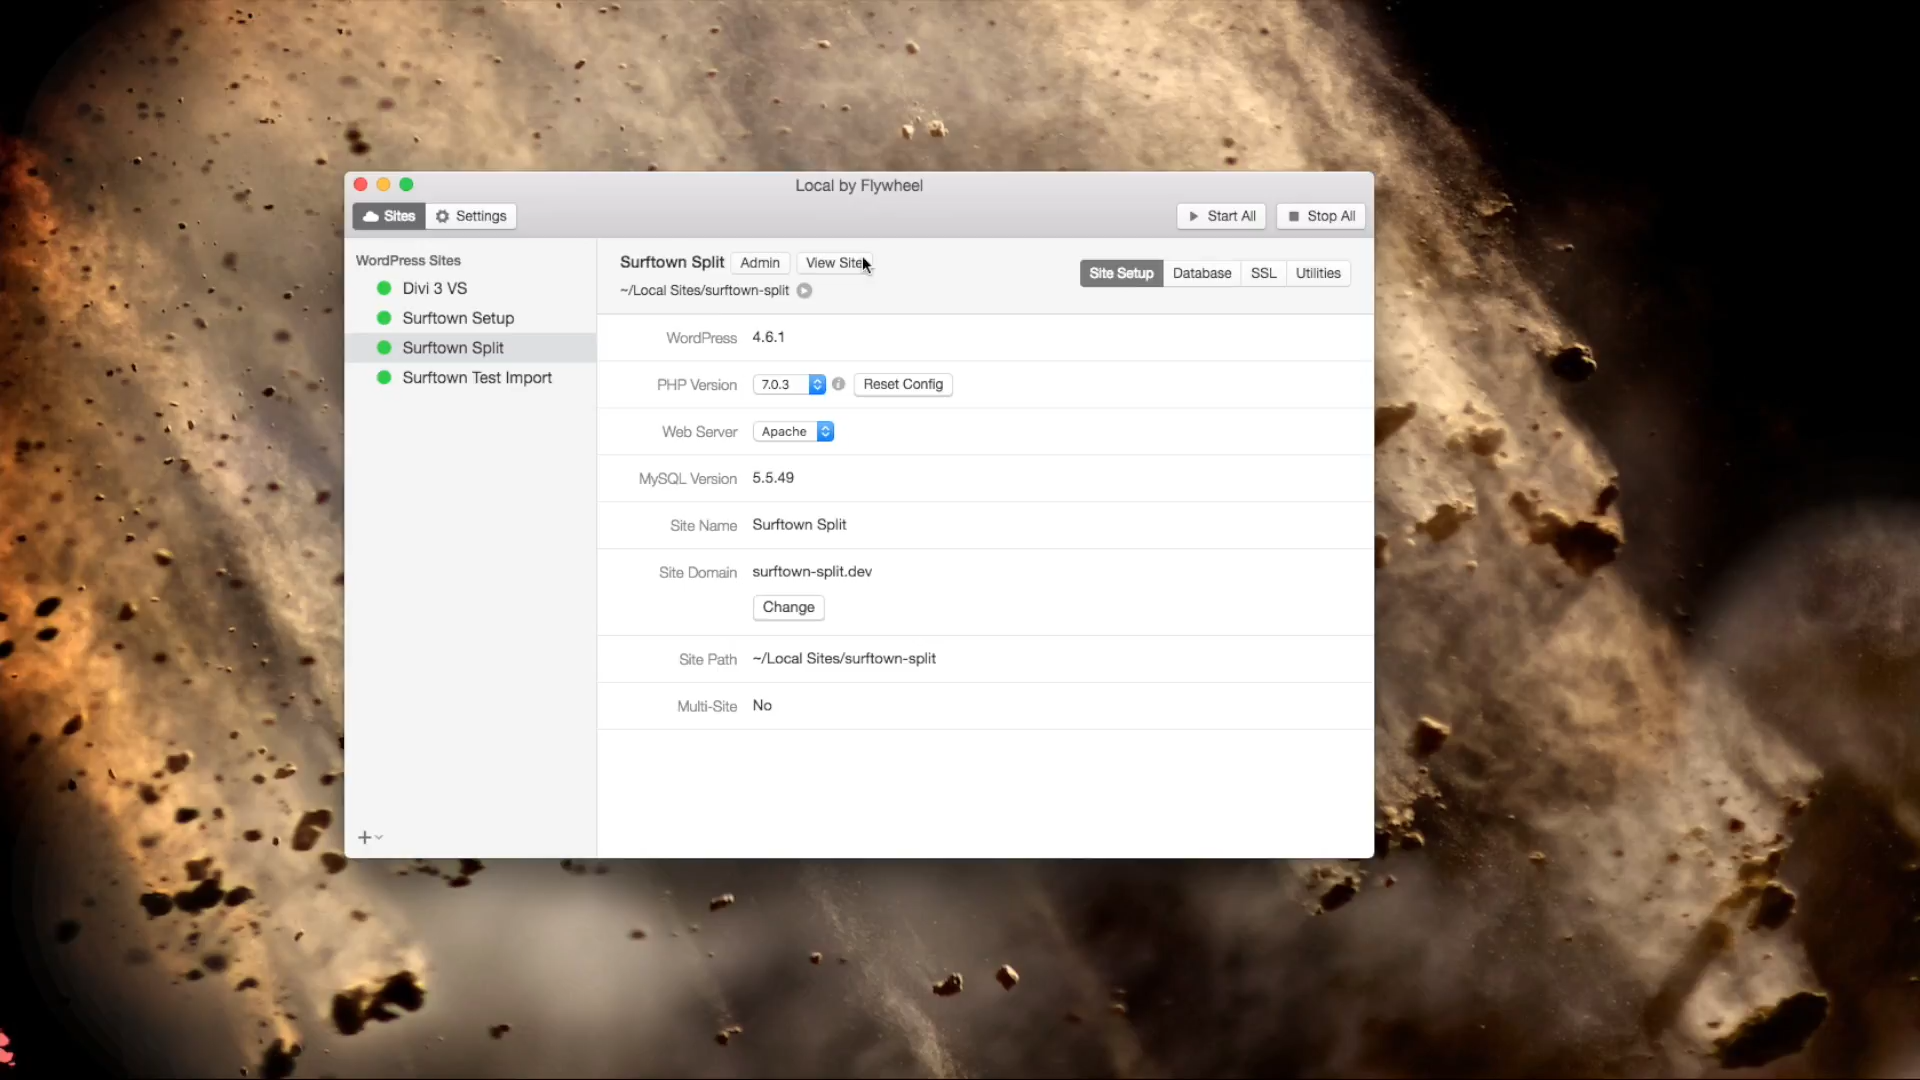 Local by Flywheel
Sites
Settings
Start All
Stop All
WordPress Sites
Divi 3 VS
Surftown Setup
Surftown Split
Surftown Test Import
Surftown Split
Admin
View Site
~/Local Sites/surftown-split
Site Setup
Database
SSL
Utilities
WordPress 4.6.1
PHP Version 7.0.3 Reset Config
Web Server Apache
MySQL Version 5.5.49
Site Name Surftown Split
Site Domain surftown-split.dev
Change
Site Path ~/Local Sites/surftown-split
Multi-Site No